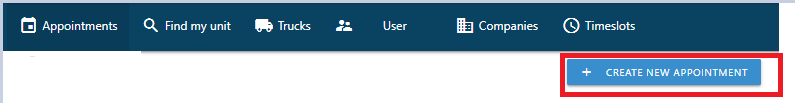 Appointments Find my unit Trucks User Companies Timeslots
+ CREATE NEW APPOINTMENT